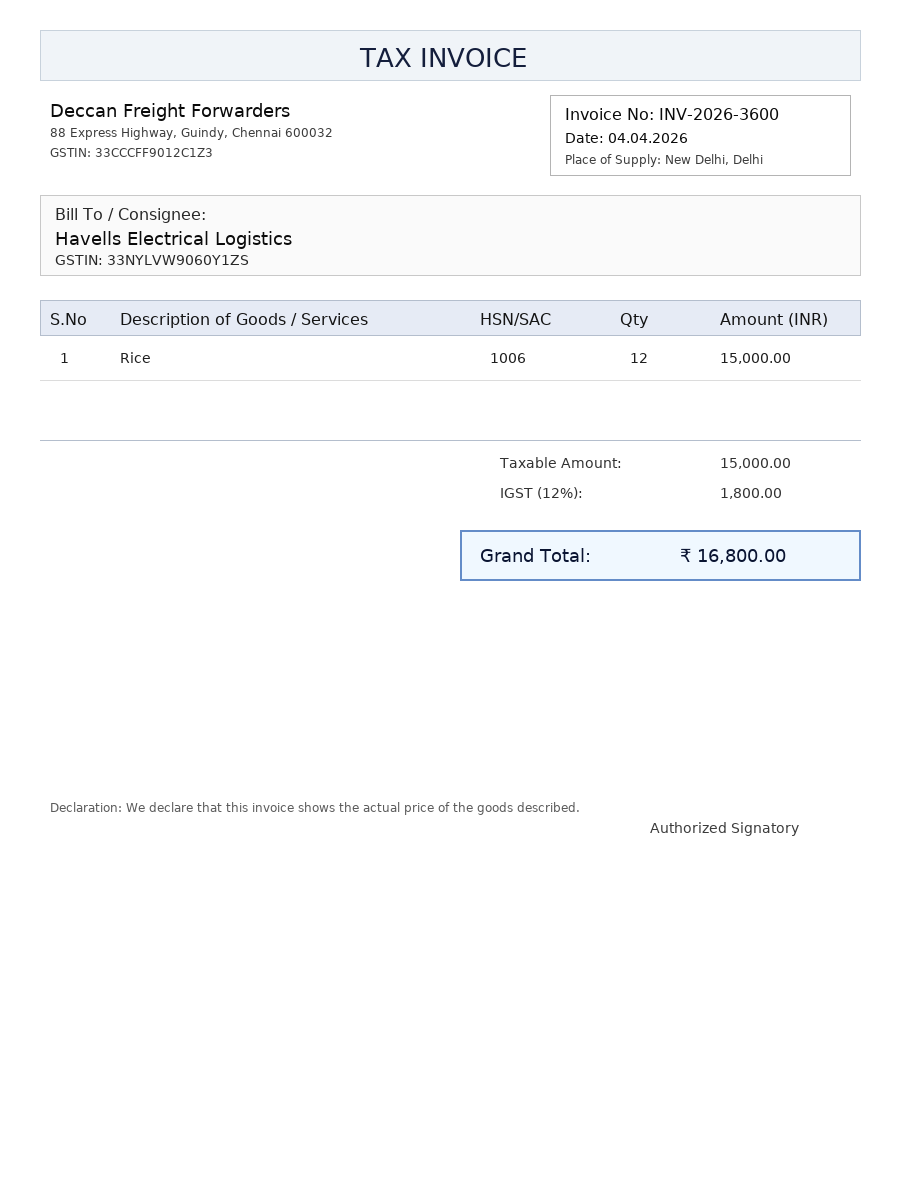 TAX INVOICE
Deccan Freight Forwarders
88 Express Highway, Guindy, Chennai 600032
GSTIN: 33CCCFF9012C1Z3
Invoice No: INV-2026-3600
Date: 04.04.2026
Place of Supply: New Delhi, Delhi
Bill To / Consignee:
Havells Electrical Logistics
GSTIN: 33NYLVW9060Y1ZS
S.No Description of Goods / Services HSN/SAC Qty Amount (INR)
1 Rice 1006 12 15,000.00
Taxable Amount: 15,000.00
IGST (12%): 1,800.00
Grand Total: ₹ 16,800.00
Declaration: We declare that this invoice shows the actual price of the goods described.
Authorized Signatory